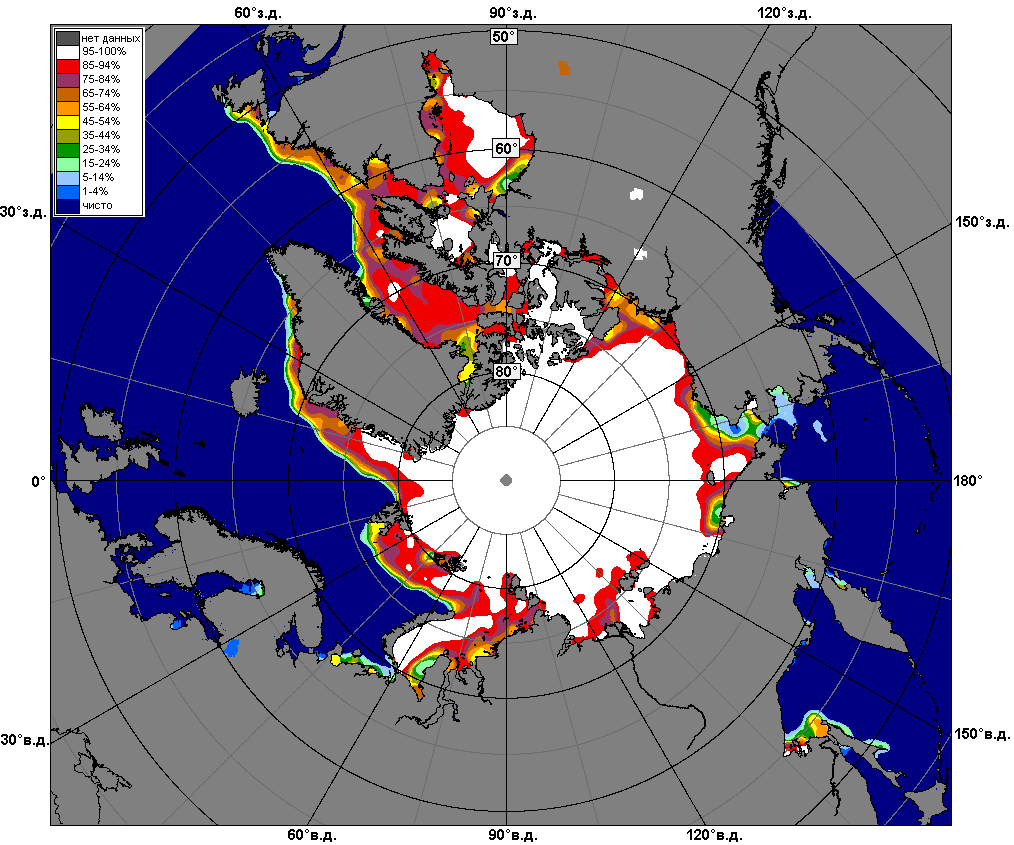 60°з.д.
90°з.д.
120°з.д.
нет данных
95-100%
85-94%
75-84%
65-74%
55-64%
45-54%
35-44%
25-34%
15-24%
5-14%
1-4%
чисто
50°
60°
70°
80°
30°з.д.
150°з.д.
0°
180°
30°в.д.
150°в.д.
60°в.д.
90°в.д.
120°в.д.